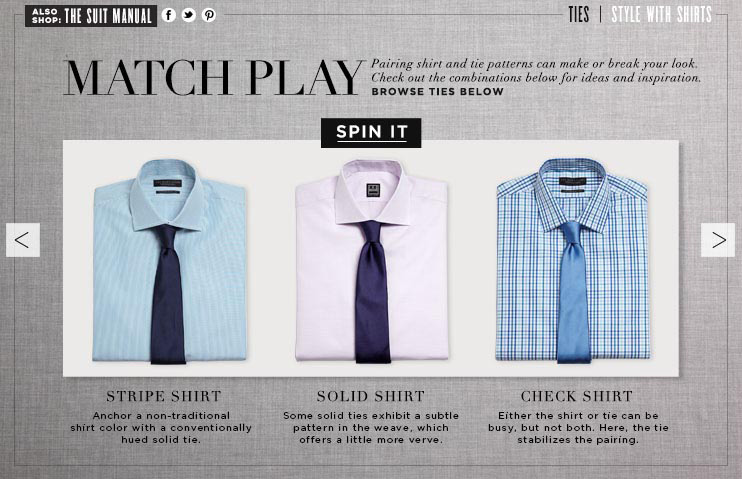 ALSO SHOP: THE SUIT MANUAL
TIES | STYLE WITH SHIRTS
MATCH PLAY
Pairing shirt and tie patterns can make or break your look.
Check out the combinations below for ideas and inspiration.
BROWSE TIES BELOW
SPIN IT
< >
STRIPE SHIRT
Anchor a non-traditional
shirt color with a conventionally
hued solid tie.
SOLID SHIRT
Some solid ties exhibit a subtle
pattern in the weave, which
offers a little more verve.
CHECK SHIRT
Either the shirt or tie can be
busy, but not both. Here, the tie
stabilizes the pairing.